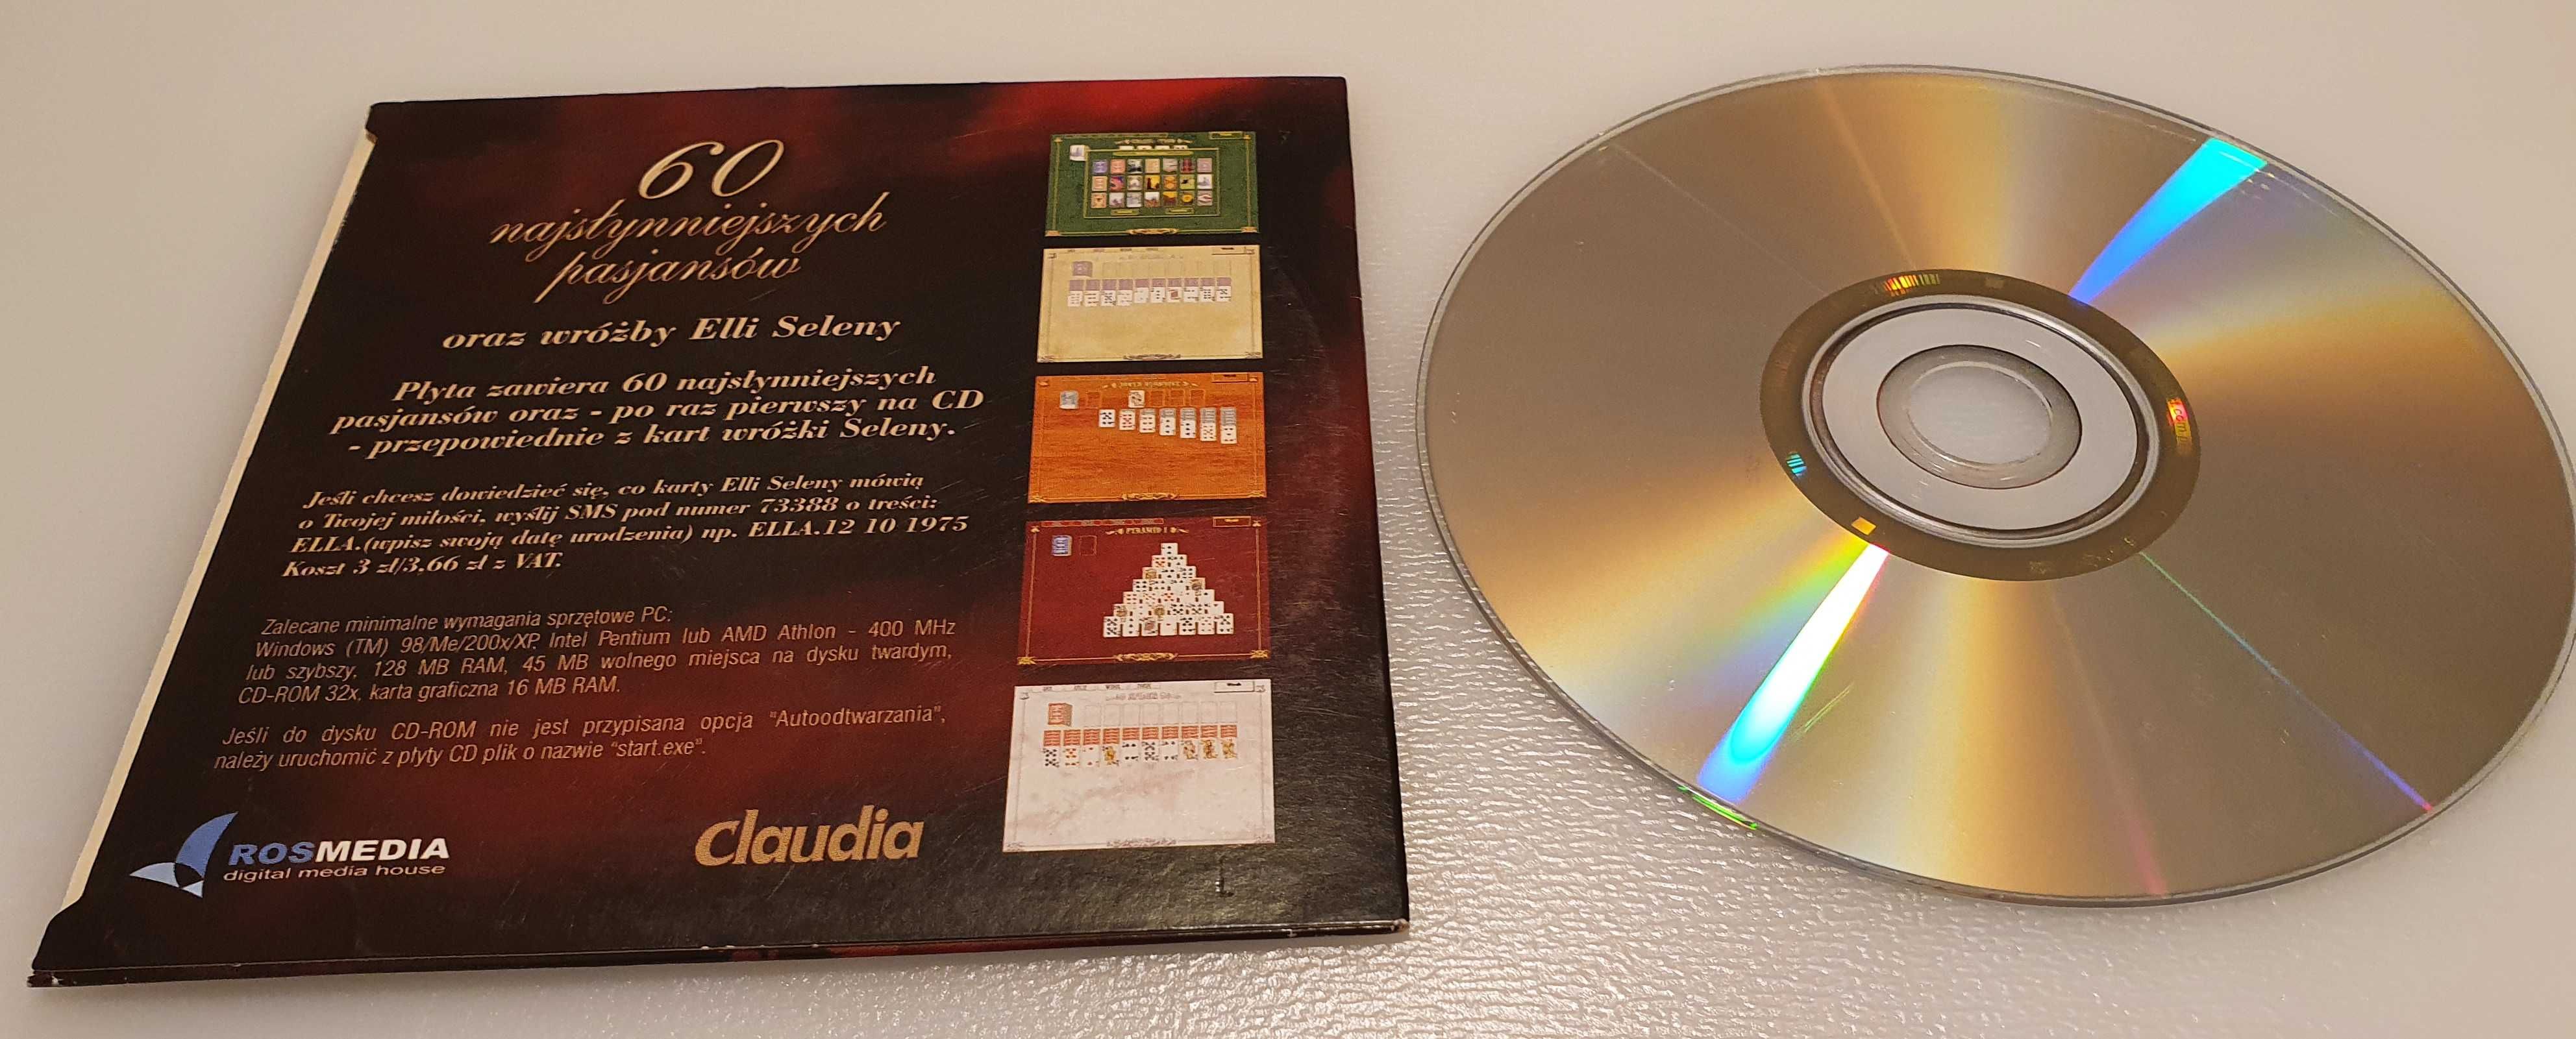 60
najsłynniejszych
pasjansów
oraz wróżby Elli Seleny
Płyta zawiera 60 najsłynniejszych
pasjansów oraz - po raz pierwszy na CD
- przepowiednie z kart wróżki Seleny.
Jeśli chcesz dowiedzieć się, co karty Elli Seleny mówią
o Twojej miłości, wyślij SMS pod numer 73388 o treści:
ELLA.(wpisz swoją datę urodzenia) np. ELLA.12 10 1975
Koszt 3 zł/3,66 zł z VAT.
Zalecane minimalne wymagania sprzętowe PC:
Windows (TM) 98/Me/200x/XP, Intel Pentium lub AMD Athlon - 400 MHz
lub szybszy, 128 MB RAM, 45 MB wolnego miejsca na dysku twardym,
CD-ROM 32x, karta graficzna 16 MB RAM.
Jeśli do dysku CD-ROM nie jest przypisana opcja "Autoodtwarzania",
należy uruchomić z płyty CD plik o nazwie "start.exe".
ROSMEDIA
digital media house
claudia
PYRAMID I